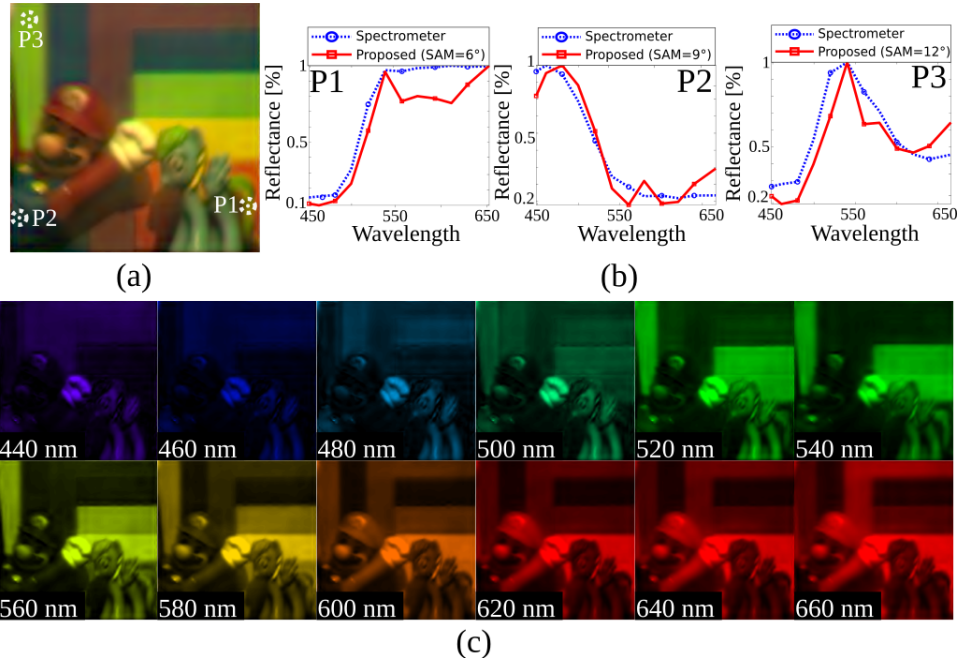 P3
P1
P2
(a)
Spectrometer
Proposed (SAM=6°)
P1
Reflectance [%]
1
0.5
0.1
450
550
650
Wavelength
Spectrometer
Proposed (SAM=9°)
P2
Reflectance [%]
1
0.5
0.2
450
550
650
Wavelength
Spectrometer
Proposed (SAM=12°)
P3
Reflectance [%]
1
0.5
0.2
450
550
650
Wavelength
(b)
440 nm
460 nm
480 nm
500 nm
520 nm
540 nm
560 nm
580 nm
600 nm
620 nm
640 nm
660 nm
(c)